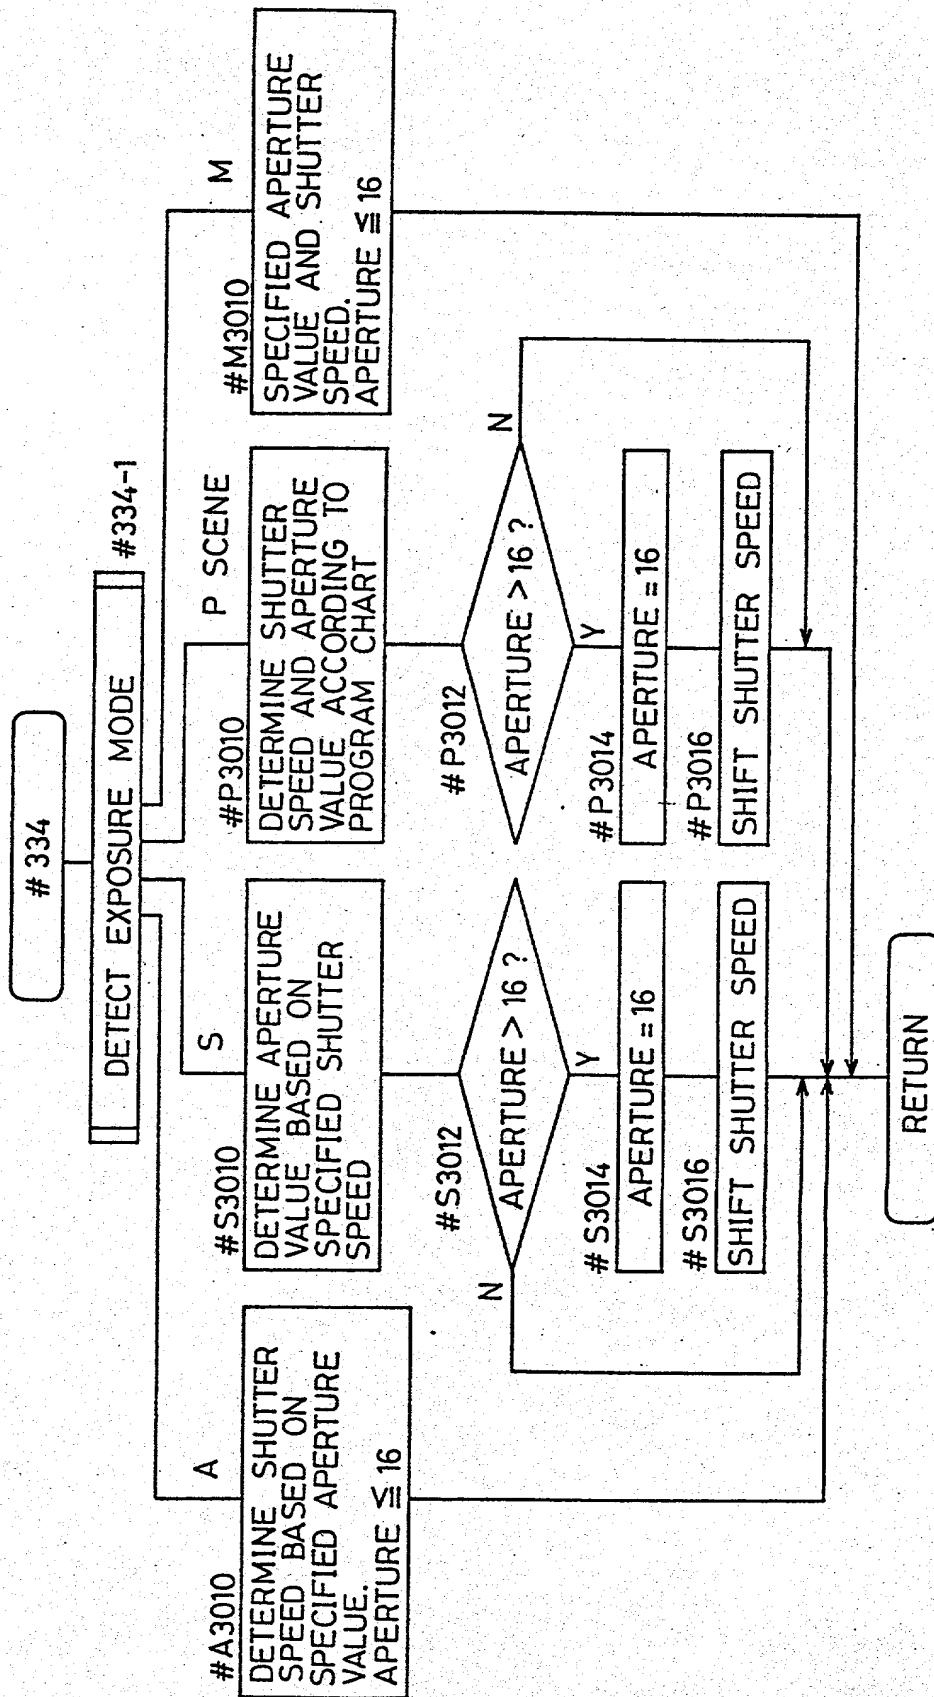 #334
DETECT EXPOSURE MODE
#334-1
A
#A3010
DETERMINE SHUTTER
SPEED BASED ON
SPECIFIED APERTURE
VALUE.
APERTURE ≦ 16
S
#S3010
DETERMINE APERTURE
VALUE BASED ON
SPECIFIED SHUTTER
SPEED
#S3012
APERTURE > 16 ?
N
Y
#S3014
APERTURE = 16
#S3016
SHIFT SHUTTER SPEED
P SCENE
#P3010
DETERMINE SHUTTER
SPEED AND APERTURE
VALUE ACCORDING TO
PROGRAM CHART
#P3012
APERTURE > 16 ?
N
Y
#P3014
APERTURE = 16
#P3016
SHIFT SHUTTER SPEED
M
#M3010
SPECIFIED APERTURE
VALUE AND SHUTTER
SPEED.
APERTURE ≦ 16
RETURN